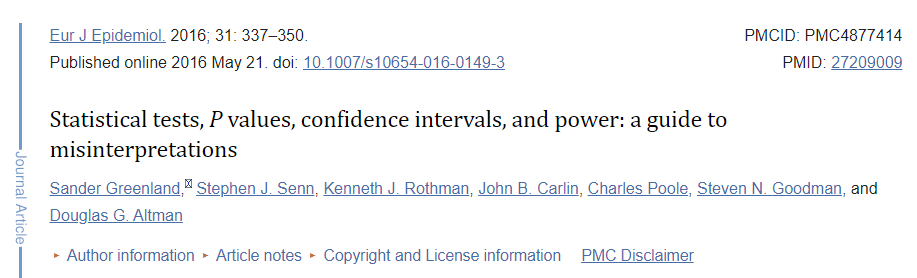 Eur J Epidemiol. 2016; 31: 337–350.
PMCID: PMC4877414
Published online 2016 May 21. doi: 10.1007/s10654-016-0149-3
PMID: 27209009
Statistical tests, P values, confidence intervals, and power: a guide to
misinterpretations
Sander Greenland, Stephen J. Senn, Kenneth J. Rothman, John B. Carlin, Charles Poole, Steven N. Goodman, and
Douglas G. Altman
▸ Author information ▸ Article notes ▸ Copyright and License information PMC Disclaimer
Journal Article